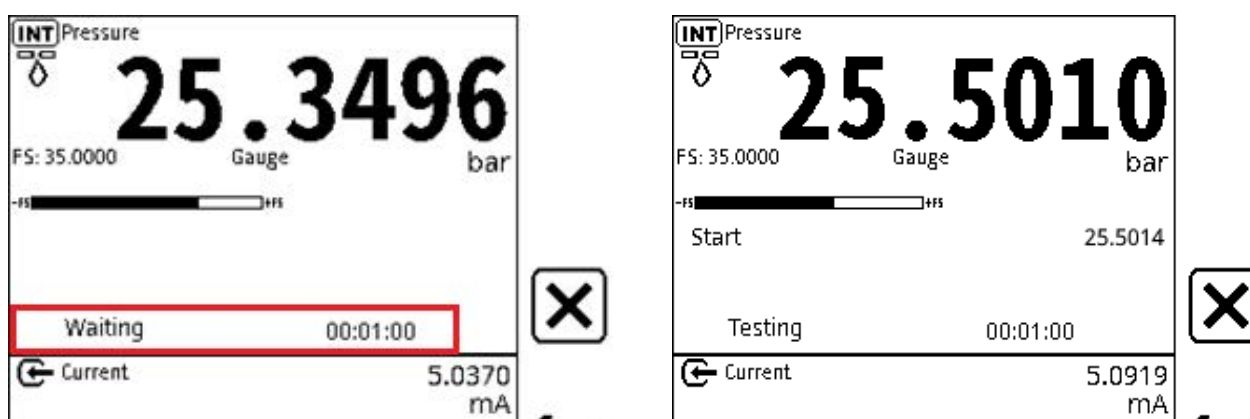 INT Pressure
25.3496
FS: 35.0000 Gauge bar
-FS +FS
Waiting 00:01:00
Current 5.0370
mA
INT Pressure
25.5010
FS: 35.0000 Gauge bar
-FS +FS
Start 25.5014
Testing 00:01:00
Current 5.0919
mA